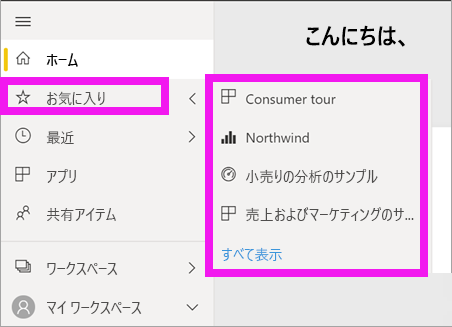 こんにちは、
ホーム
お気に入り
最近
アプリ
共有アイテム
ワークスペース
マイ ワークスペース
Consumer tour
Northwind
小売りの分析のサンプル
売上およびマーケティングのサ...
すべて表示